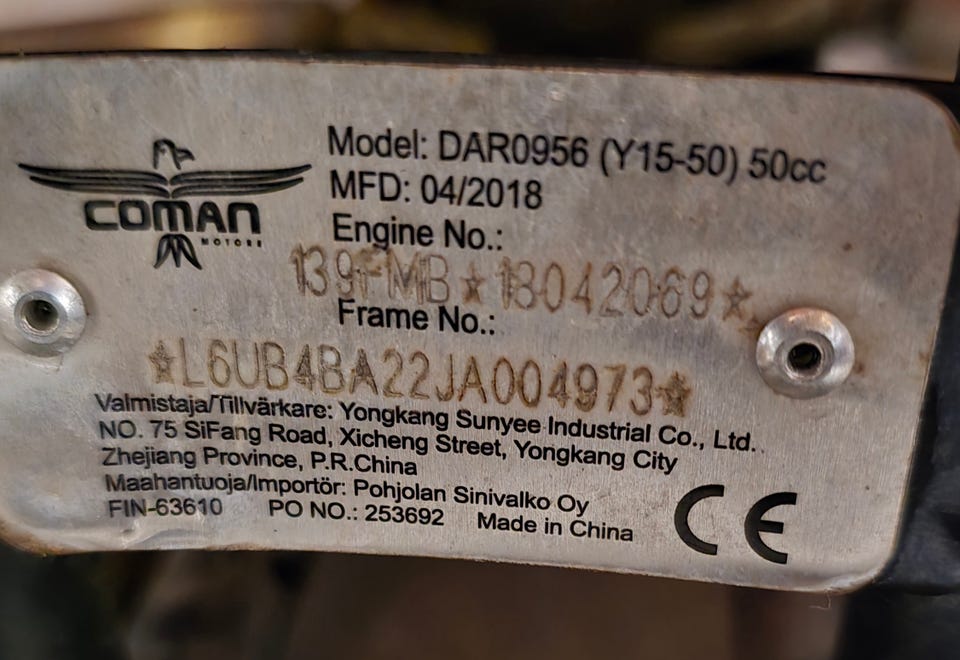 COMAN
MOTORS
Model: DAR0956 (Y15-50) 50cc
MFD: 04/2018
Engine No.:
139FMB★18042069★
Frame No.:
★L6UB4BA22JA004973★
Valmistaja/Tillvärkare: Yongkang Sunyee Industrial Co., Ltd.
NO. 75 SiFang Road, Xicheng Street, Yongkang City
Zhejiang Province, P.R.China
Maahantuoja/Importör: Pohjolan Sinivalko Oy
FIN-63610 PO NO.: 253692 Made in China
CE